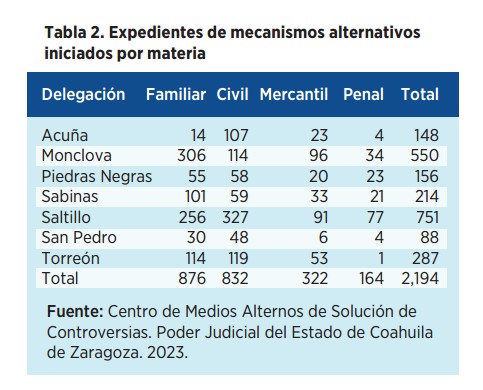 Tabla 2. Expedientes de mecanismos alternativos
iniciados por materia
Delegación Familiar Civil Mercantil Penal Total
Acuña 14 107 23 4 148
Monclova 306 114 96 34 550
Piedras Negras 55 58 20 23 156
Sabinas 101 59 33 21 214
Saltillo 256 327 91 77 751
San Pedro 30 48 6 4 88
Torreón 114 119 53 1 287
Total 876 832 322 164 2,194
Fuente: Centro de Medios Alternos de Solución de
Controversias. Poder Judicial del Estado de Coahuila
de Zaragoza. 2023.